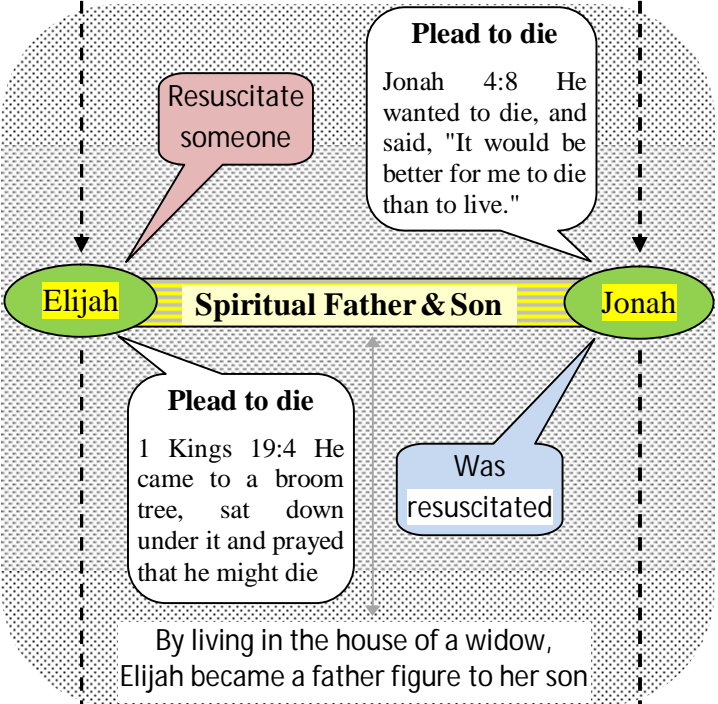 Plead to die
Jonah 4:8 He
wanted to die, and
said, "It would be
better for me to die
than to live."
Resuscitate
someone
Elijah
Spiritual Father & Son
Jonah
Plead to die
1 Kings 19:4 He
came to a broom
tree, sat down
under it and prayed
that he might die
Was
resuscitated
By living in the house of a widow,
Elijah became a father figure to her son